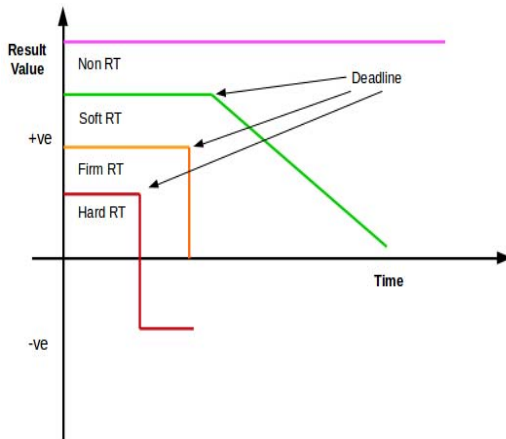 Result
Value
Non RT
Deadline
Soft RT
+ve
Firm RT
Hard RT
Time
-ve